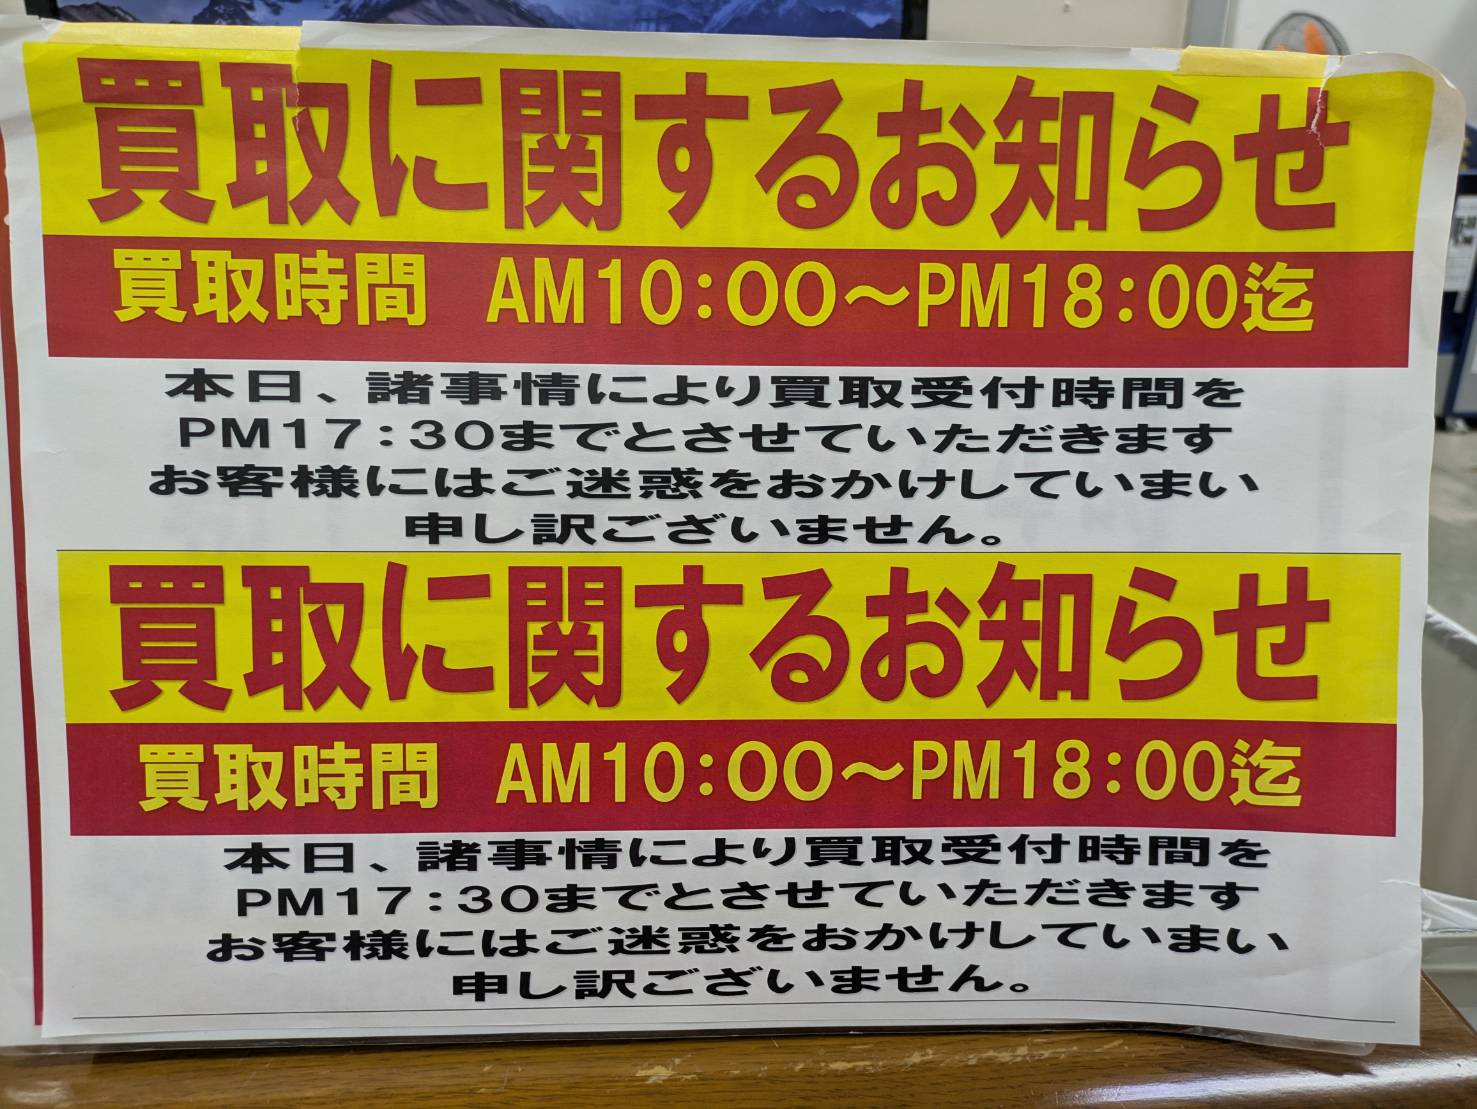 買取に関するお知らせ
買取時間 AM10:00～PM18:00迄
本日、諸事情により買取受付時間を
PM17:30までとさせていただきます
お客様にはご迷惑をおかけしていまい
申し訳ございません。
買取に関するお知らせ
買取時間 AM10:00～PM18:00迄
本日、諸事情により買取受付時間を
PM17:30までとさせていただきます
お客様にはご迷惑をおかけしていまい
申し訳ございません。